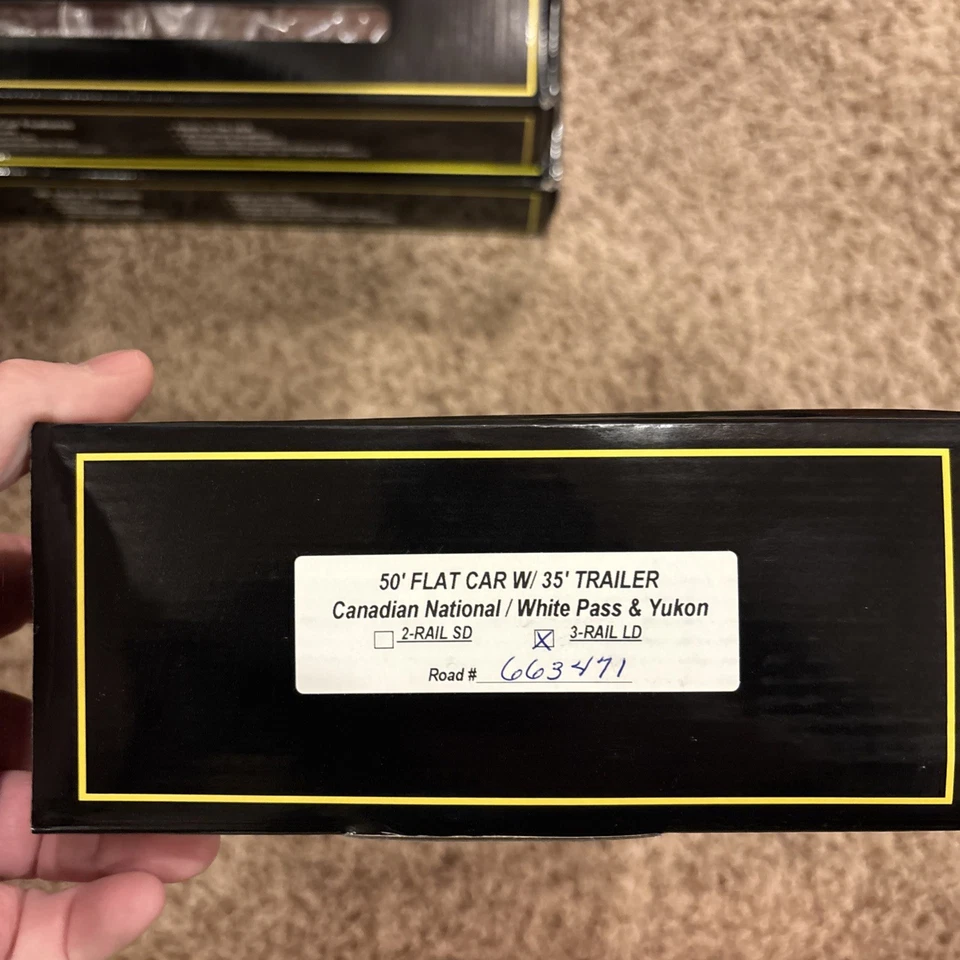 50' FLAT CAR W/ 35' TRAILER
Canadian National / White Pass & Yukon
2-RAIL SD 3-RAIL LD
Road # 663471